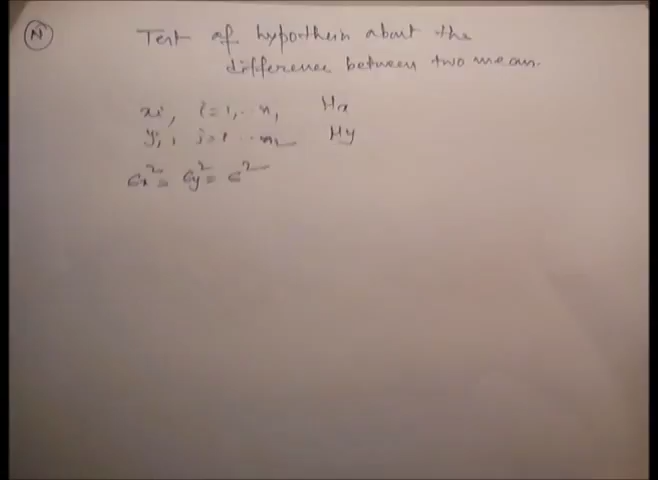 N
Test of hypothesis about the
difference between two mean.
xi, i=1,..n₁ μx
yj, j=1..n₂ μy
σx² = σy² = σ²